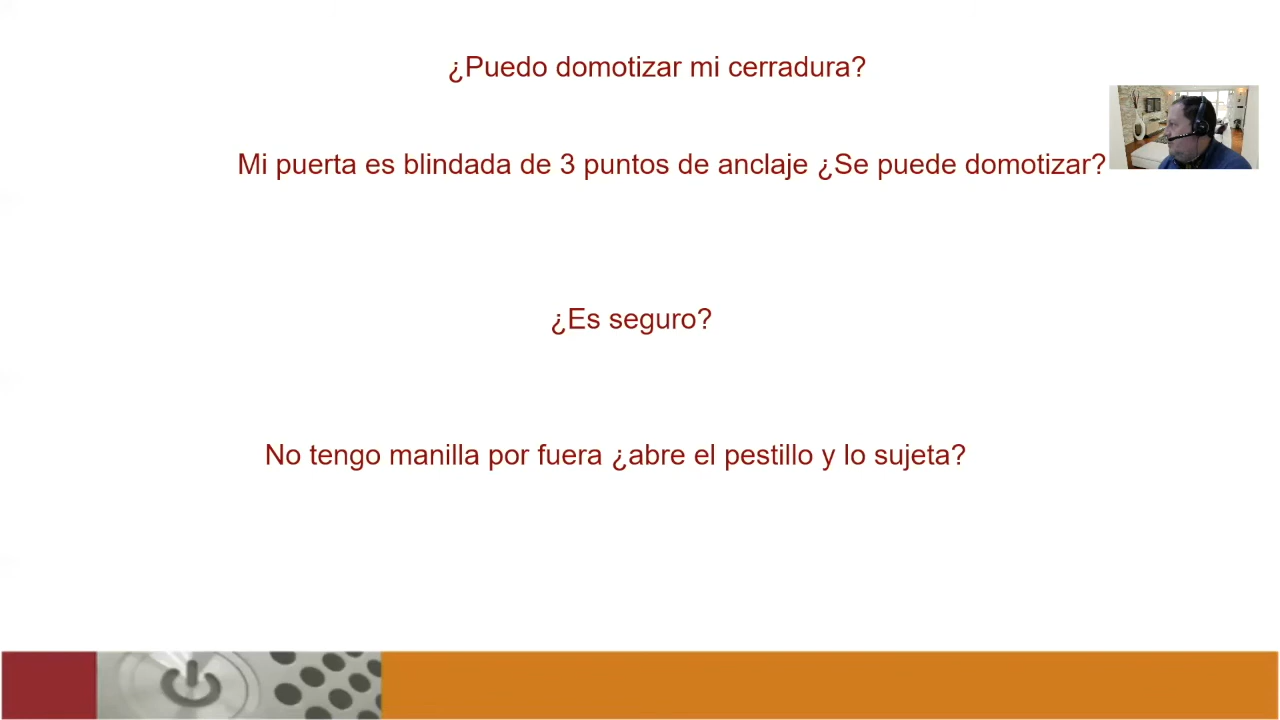 ¿Puedo domotizar mi cerradura?
Mi puerta es blindada de 3 puntos de anclaje ¿Se puede domotizar?
¿Es seguro?
No tengo manilla por fuera ¿abre el pestillo y lo sujeta?